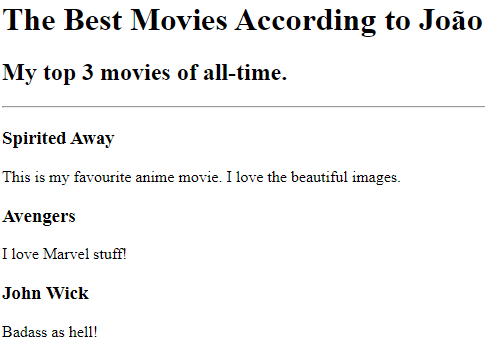 The Best Movies According to João
My top 3 movies of all-time.
Spirited Away
This is my favourite anime movie. I love the beautiful images.
Avengers
I love Marvel stuff!
John Wick
Badass as hell!